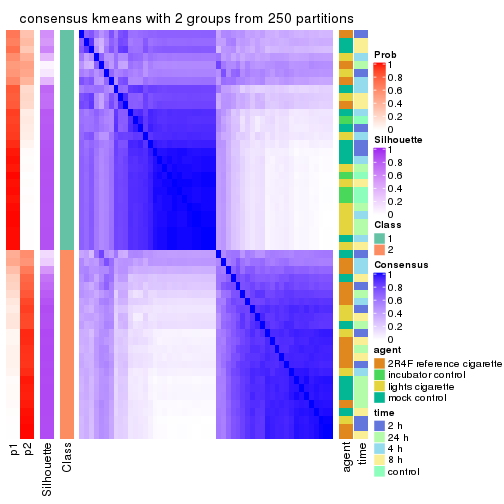 consensus kmeans with 2 groups from 250 partitions
Prob
1
0.8
0.6
0.4
0.2
0
Silhouette
1
0.8
0.6
0.4
0.2
0
Class
1
2
Consensus
1
0.8
0.6
0.4
0.2
0
agent
2R4F reference cigarette
incubator control
lights cigarette
mock control
time
2 h
24 h
4 h
8 h
control
p1
p2
Silhouette
Class
agent
time